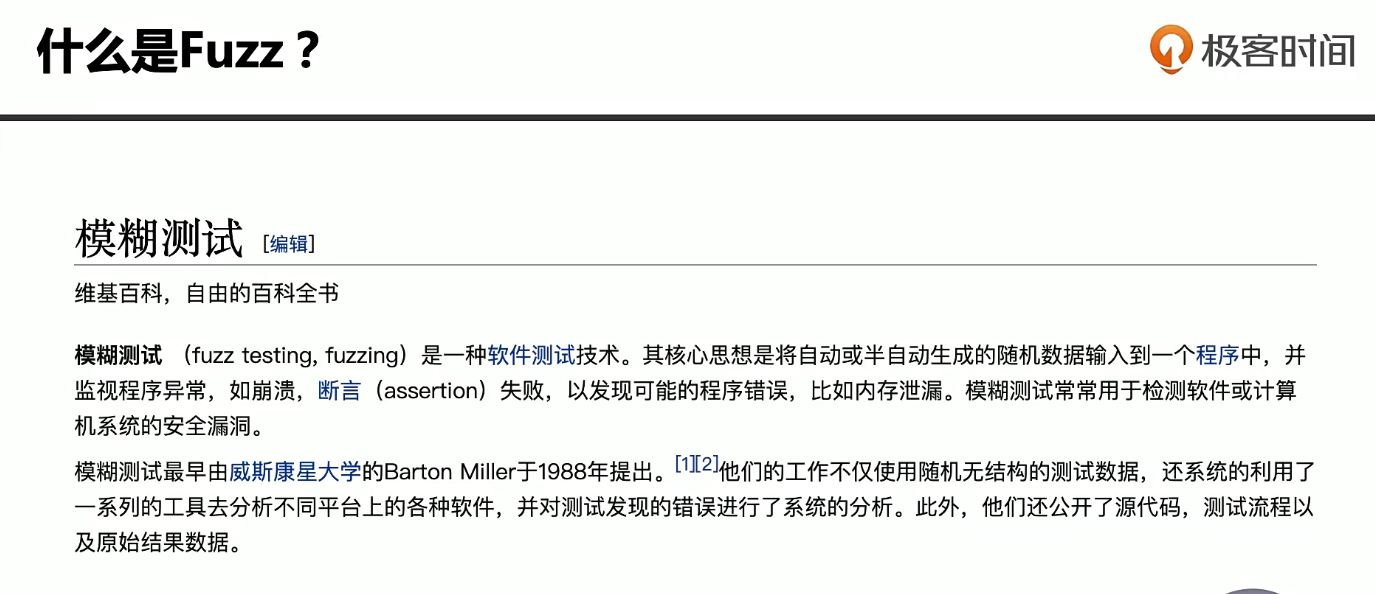 什么是Fuzz？
极客时间
模糊测试 [编辑]
维基百科，自由的百科全书
模糊测试 （fuzz testing, fuzzing）是一种软件测试技术。其核心思想是将自动或半自动生成的随机数据输入到一个程序中，并
监视程序异常，如崩溃，断言（assertion）失败，以发现可能的程序错误，比如内存泄漏。模糊测试常常用于检测软件或计算
机系统的安全漏洞。
模糊测试最早由威斯康星大学的Barton Miller于1988年提出。[1][2]他们的工作不仅使用随机无结构的测试数据，还系统的利用了
一系列的工具去分析不同平台上的各种软件，并对测试发现的错误进行了系统的分析。此外，他们还公开了源代码，测试流程以
及原始结果数据。